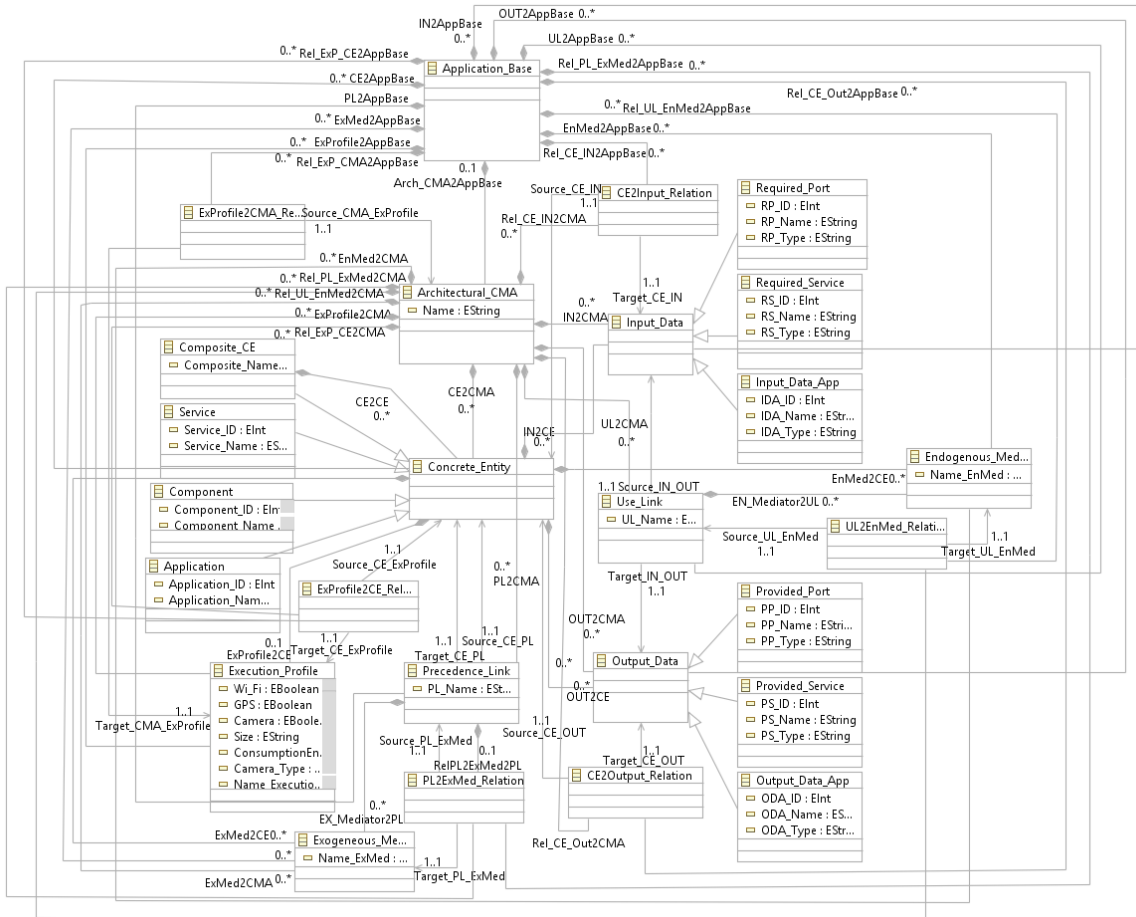 IN2AppBase
0..*
OUT2AppBase 0..*
UL2AppBase 0..*
0..* Rel_ExP_CE2AppBase
Rel_PL_ExMed2AppBase 0..*
Application_Base
0..* CE2AppBase
Rel_CE_Out2AppBase 0..*
PL2AppBase
Rel_UL_EnMed2AppBase
0..*
0..* ExMed2AppBase
EnMed2AppBase0..*
0..* ExProfile2AppBase
Rel_CE_IN2AppBase0..*
0..* Rel_ExP_CMA2AppBase
0..1
Arch_CMA2AppBase
Source_CE_IN
1..1
CE2Input_Relation
Required_Port
RP_ID : EInt
RP_Name : EString
RP_Type : EString
ExProfile2CMA_Re...
Source_CMA_ExProfile
1..1
Rel_CE_IN2CMA
0..*
0..* EnMed2CMA
0..* Rel_PL_ExMed2CMA
0..* Rel_UL_EnMed2CMA
0..* ExProfile2CMA
0..* Rel_ExP_CE2CMA
Architectural_CMA
Name : EString
1..1
Target_CE_IN
0..*
IN2CMA
Input_Data
Required_Service
RS_ID : EInt
RS_Name : EString
RS_Type : EString
Composite_CE
Composite_Name...
Input_Data_App
IDA_ID : EInt
IDA_Name : EStr...
IDA_Type : EString
CE2CE
0..*
CE2CMA
0..*
Service
Service_ID : EInt
Service_Name : ES...
IN2CE
0..*
UL2CMA
0..*
Concrete_Entity
Endogenous_Med...
Name_EnMed : ...
EnMed2CE0..*
Component
Component_ID : EIn
Component_Name
1..1 Source_IN_OUT
Use_Link
UL_Name : E...
EN_Mediator2UL 0..*
UL2EnMed_Relati...
Source_UL_EnMed
1..1
1..1
Target_UL_EnMed
1..1
Source_CE_ExProfile
Application
Application_ID : EInt
Application_Nam...
0..*
PL2CMA
Target_IN_OUT
1..1
ExProfile2CE_Rel...
Provided_Port
PP_ID : EInt
PP_Name : EStri...
PP_Type : EString
0..1
ExProfile2CE
1..1
Target_CE_ExProfile
1..1
Target_CE_PL
Source_CE_PL
1..1
OUT2CMA
0..*
Output_Data
0..*
0..*
OUT2CE
Execution_Profile
Wi_Fi : EBoolean
GPS : EBoolean
Camera : EBoole.
Size : EString
ConsumptionEn.
Camera_Type : ..
Name_Executio..
Precedence_Link
PL_Name : ESt...
Provided_Service
PS_ID : EInt
PS_Name : EString
PS_Type : EString
1..1
Target_CMA_ExProfile
1..1
Source_CE_OUT
Source_PL_ExMed
1..1
0..1
RelPL2ExMed2PL
1..1
Target_CE_OUT
PL2ExMed_Relation
CE2Output_Relation
Output_Data_App
ODA_ID : EInt
ODA_Name : ES...
ODA_Type : EStr...
0..*
EX_Mediator2PL
ExMed2CE0..*
Exogeneous_Me...
Name_ExMed : ...
0..*
Rel_CE_Out2CMA
1..1
Target_PL_ExMed
ExMed2CMA 0..*